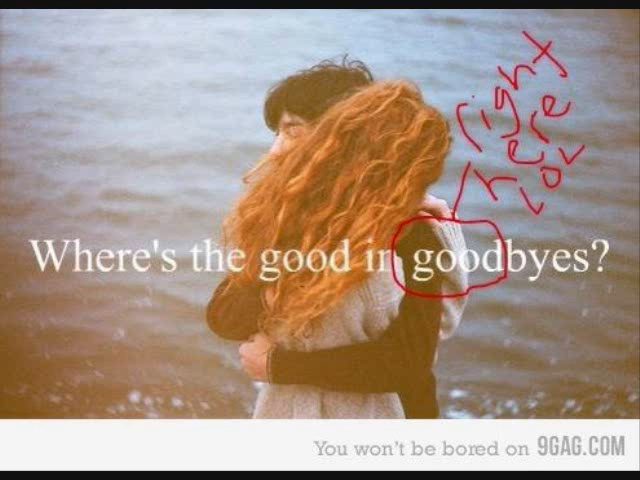 right
here
lol
Where's the good in goodbyes?
You won't be bored on 9GAG.COM